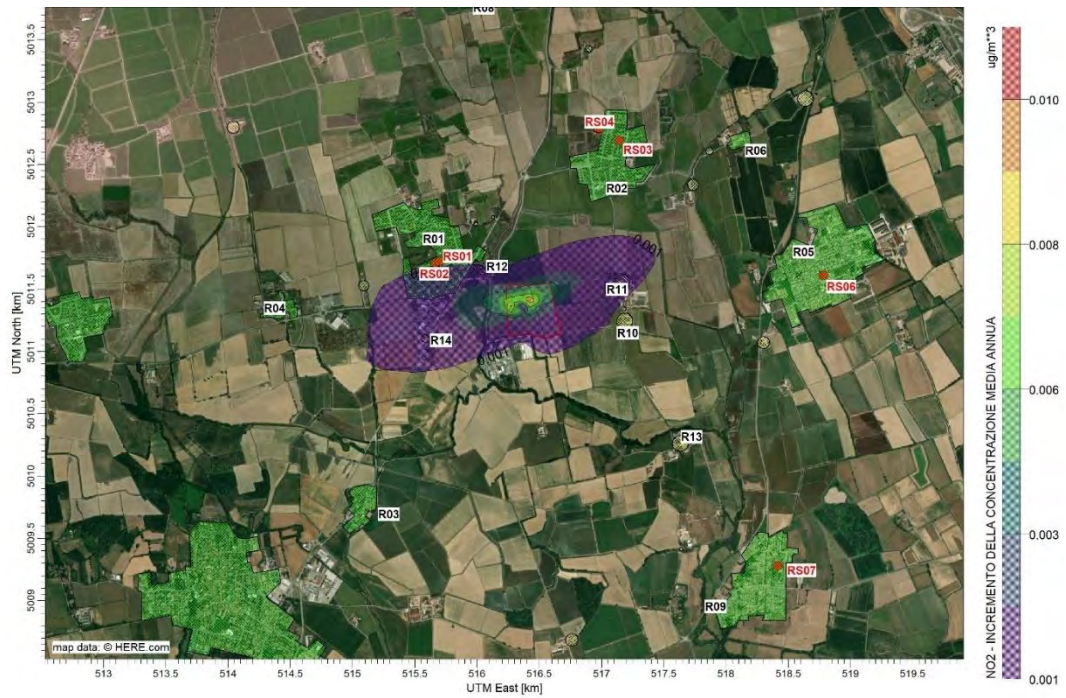 R08
RS04
RS03
R06
R02
R01
RS01
R12
RS02
R05
RS06
0.001
R11
R04
R10
R14
0.001
R13
R03
RS07
R09
map data: © HERE.com
5013.5
5013
5012.5
5012
5011.5
5011
5010.5
5010
5009.5
5009
UTM North [km]
513
513.5
514
514.5
515
515.5
516
516.5
517
517.5
518
518.5
519
519.5
UTM East [km]
ug/m**3
0.010
0.008
0.006
0.003
0.001
NO2 - INCREMENTO DELLA CONCENTRAZIONE MEDIA ANNUA